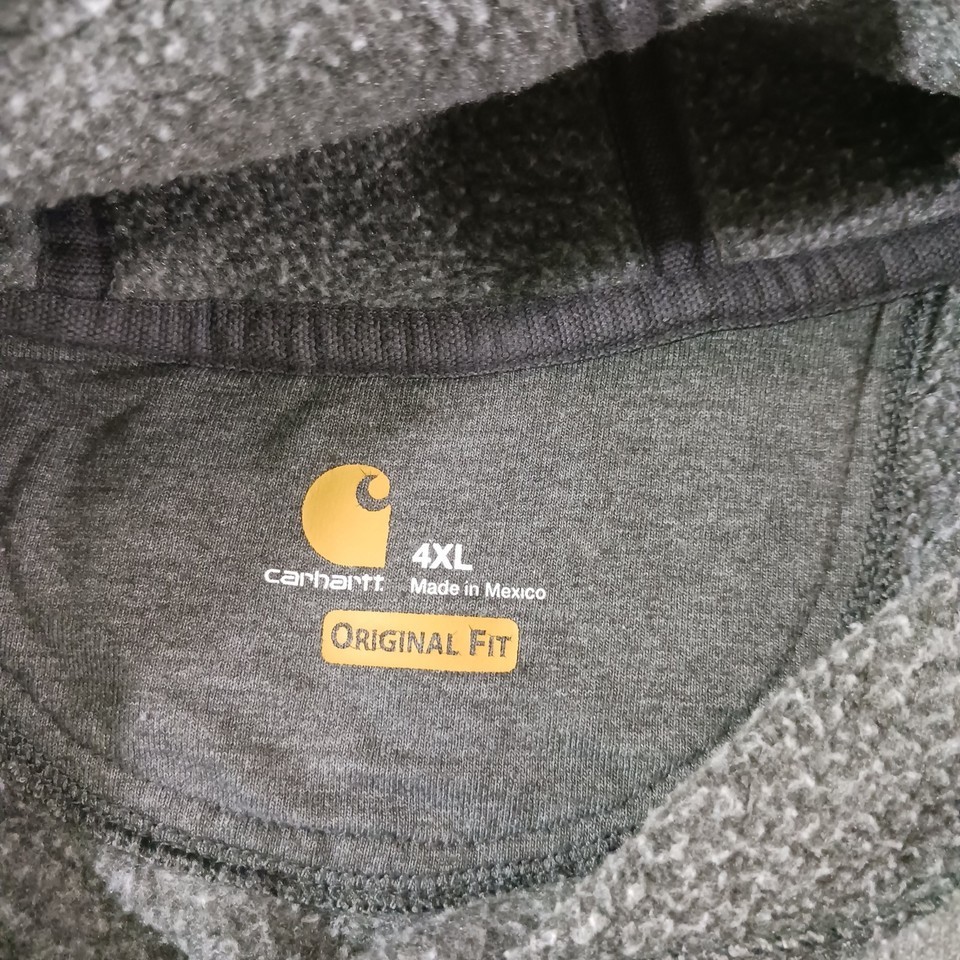 4XL
carhartt
Made in Mexico
ORIGINAL FIT